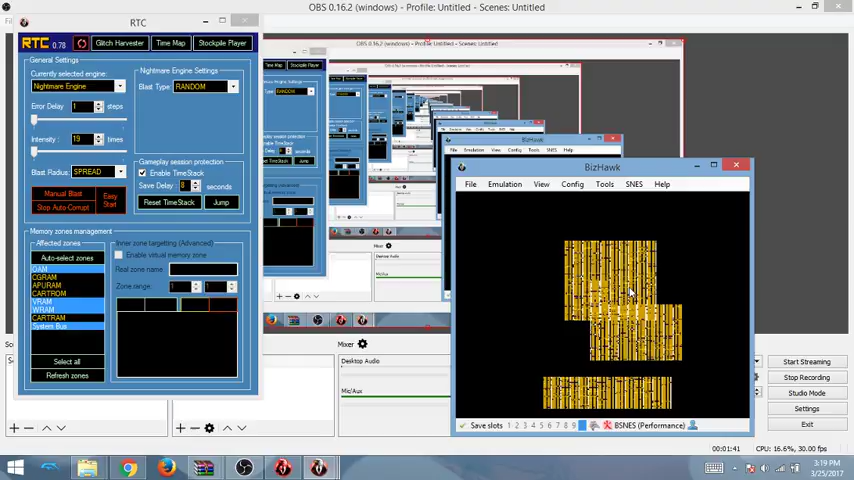 OBS 0.16.2 (windows) - Profile: Untitled - Scenes: Untitled
RTC
RTC 0.78
Glitch Harvester
Time Map
Stockpile Player
General Settings
Currently selected engine:
Nightmare Engine
Error Delay :
1
steps
Intensity :
19
times
Blast Radius:
SPREAD
Manual Blast
Stop Auto-Corrupt
Easy
Start
Nightmare Engine Settings
Blast Type:
RANDOM
Gameplay session protection
Enable TimeStack
Save Delay:
8
seconds
Reset TimeStack
Jump
Memory zones management
Affected zones
Auto-select zones
OAM
CGRAM
APURAM
CARTROM
VRAM
WRAM
CARTRAM
System Bus
Select all
Refresh zones
Inner zone targetting (Advanced)
Enable virtual memory zone
Real zone name
Zone range:
1
1
BizHawk
BizHawk
File
Emulation
View
Config
Tools
SNES
Help
Save slots
1 2 3 4 5 6 7 8 9
BSNES (Performance)
Mixer
Desktop Audio
Mic/Aux
Start Streaming
Start Recording
Studio Mode
Settings
Exit
00:01:41
CPU: 16.6%, 30.00 fps
3:19 PM
3/25/2017